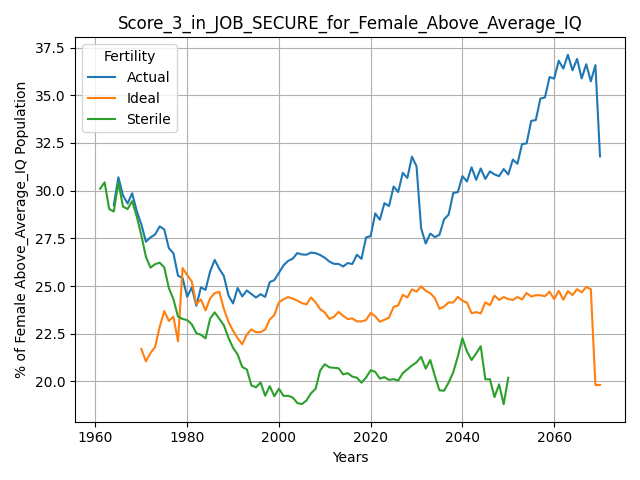 Score_3_in_JOB_SECURE_for_Female_Above_Average_IQ
% of Female Above_Average_IQ Population
37.5
35.0
32.5
30.0
27.5
25.0
22.5
20.0
Fertility
Actual
Ideal
Sterile
1960 1980 2000 2020 2040 2060
Years